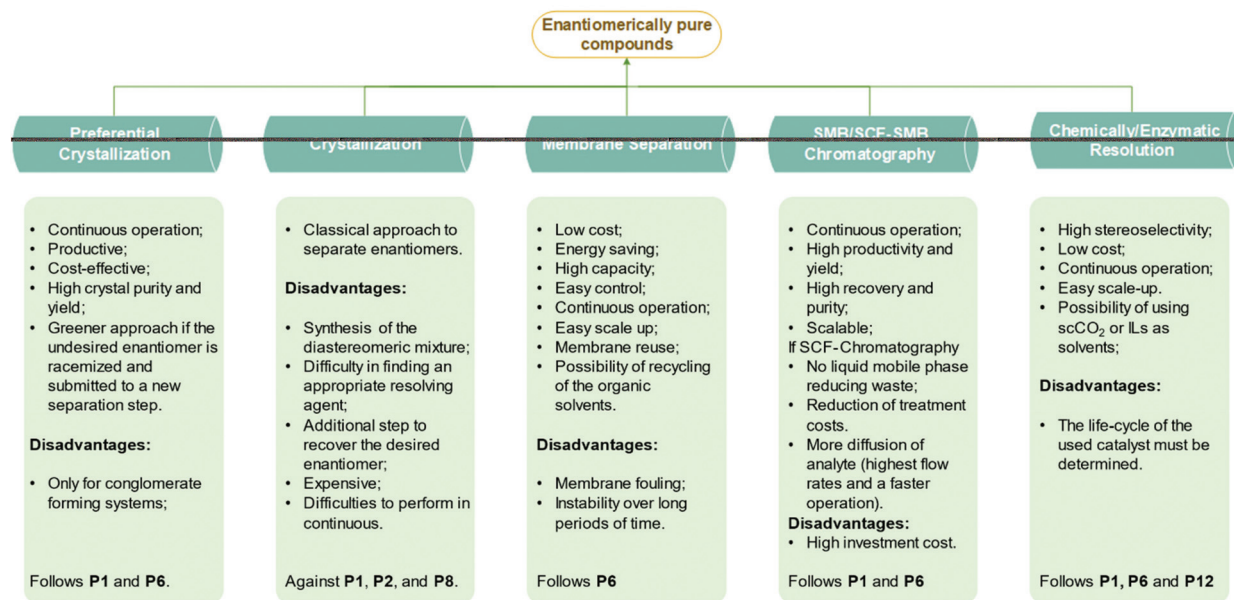 Enantiomerically pure
compounds
Preferential
Crystallization
Crystallization
Membrane Separation
SMB/SCF-SMB
Chromatography
Chemically/Enzymatic
Resolution
• Continuous operation;
• Productive;
• Cost-effective;
• High crystal purity and
yield;
• Greener approach if the
undesired enantiomer is
racemized and
submitted to a new
separation step.
Disadvantages:
• Only for conglomerate
forming systems;
Follows P1 and P6.
• Classical approach to
separate enantiomers.
Disadvantages:
• Synthesis of the
diastereomeric mixture;
• Difficulty in finding an
appropriate resolving
agent;
• Additional step to
recover the desired
enantiomer;
• Expensive;
• Difficulties to perform in
continuous.
Against P1, P2, and P8.
• Low cost;
• Energy saving;
• High capacity;
• Easy control;
• Continuous operation;
• Easy scale up;
• Membrane reuse;
• Possibility of recycling
of the organic
solvents.
Disadvantages:
• Membrane fouling;
• Instability over long
periods of time.
Follows P6
• Continuous operation;
• High productivity and
yield;
• High recovery and
purity;
• Scalable;
If SCF-Chromatography
• No liquid mobile phase
reducing waste;
• Reduction of treatment
costs.
• More diffusion of
analyte (highest flow
rates and a faster
operation).
Disadvantages:
• High investment cost.
Follows P1 and P6
• High stereoselectivity;
• Low cost;
• Continuous operation;
• Easy scale-up.
• Possibility of using
scCO₂ or ILs as
solvents;
Disadvantages:
• The life-cycle of the
used catalyst must be
determined.
Follows P1, P6 and P12